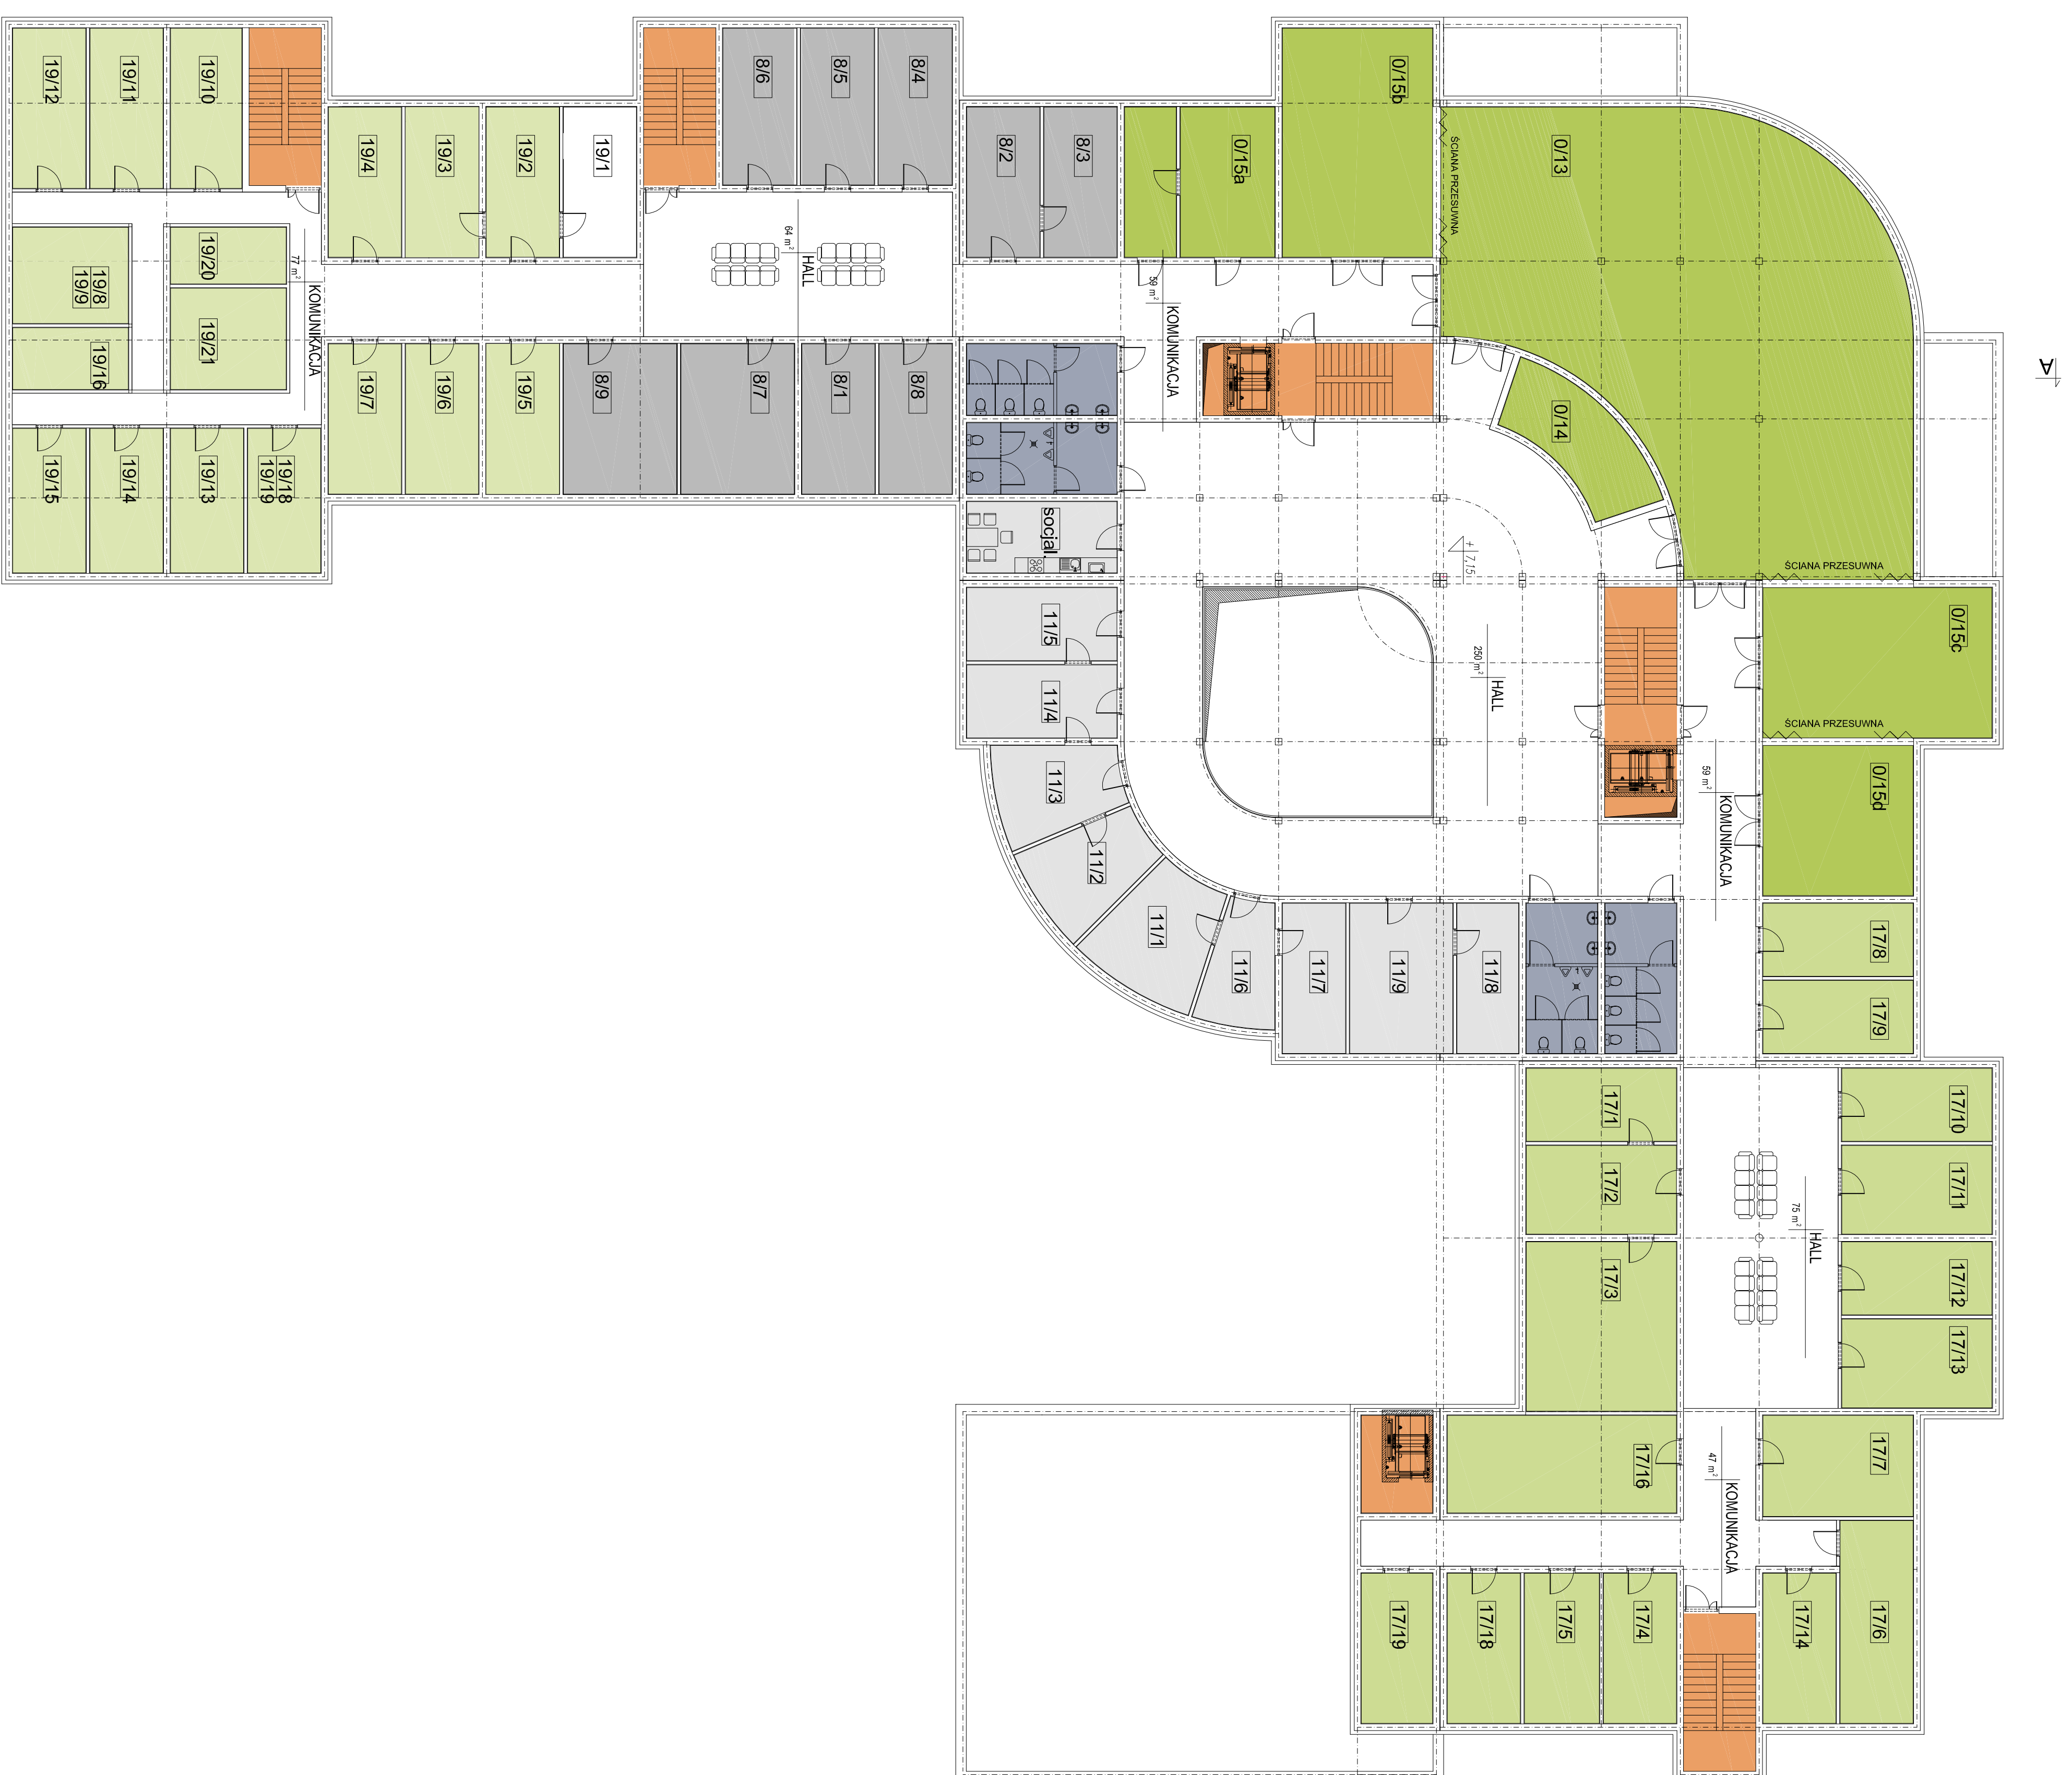 19/12
19/11
19/10
8/6
8/5
8/4
0/15b
0/13
ŚCIANA PRZESUWNA
19/4
19/3
19/2
19/1
8/2
8/3
0/15a
64 m²
HALL
59 m²
KOMUNIKACJA
19/8
19/9
19/20
77 m²
KOMUNIKACJA
19/16
19/21
19/7
19/6
19/5
8/9
8/7
8/1
8/8
0/14
A
19/15
19/14
19/13
19/18
19/19
socjal.
+ 7,15
ŚCIANA PRZESUWNA
0/15c
11/5
11/4
250 m²
HALL
ŚCIANA PRZESUWNA
11/3
11/2
11/1
11/6
11/7
11/9
11/8
59 m²
KOMUNIKACJA
0/15d
17/8
17/9
17/1
17/2
17/3
75 m²
HALL
17/10
17/11
17/12
17/13
17/16
47 m²
KOMUNIKACJA
17/7
17/19
17/18
17/5
17/4
17/14
17/6